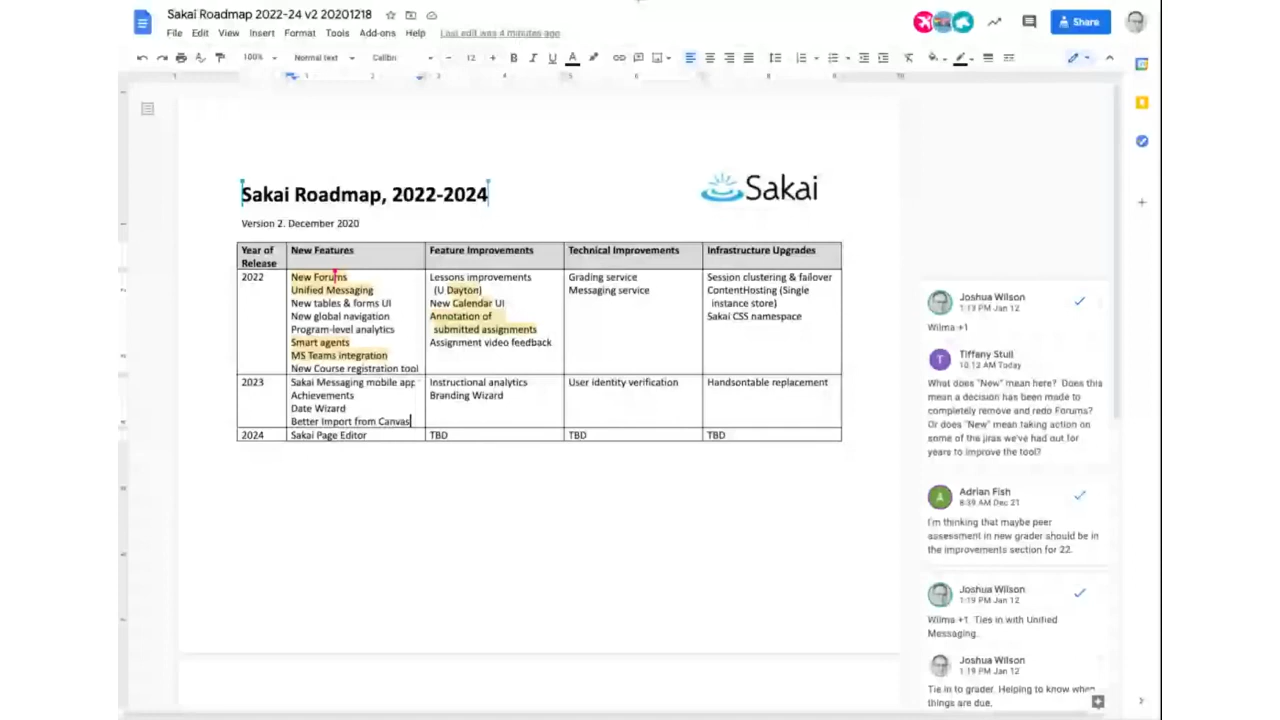 Sakai Roadmap 2022-24 v2 20201218
File Edit View Insert Format Tools Add-ons Help Last edit was 4 minutes ago
Share
100% Normal text Calibri 12
Sakai Roadmap, 2022-2024
Sakai
Version 2. December 2020
Year of Release New Features Feature Improvements Technical Improvements Infrastructure Upgrades
2022
New Forums
Unified Messaging
New tables & forms UI
New global navigation
Program-level analytics
Smart agents
MS Teams integration
New Course registration tool
Lessons improvements
(U Dayton)
New Calendar UI
Annotation of
submitted assignments
Assignment video feedback
Grading service
Messaging service
Session clustering & failover
ContentHosting (Single
instance store)
Sakai CSS namespace
2023
Sakai Messaging mobile app
Achievements
Date Wizard
Better Import from Canvas
Instructional analytics
Branding Wizard
User identity verification
Handsontable replacement
2024 Sakai Page Editor TBD TBD TBD
Joshua Wilson
1:13 PM Jan 12
Wilma +1
T
Tiffany Stull
10:12 AM Today
What does "New" mean here? Does this
mean a decision has been made to
completely remove and redo Forums?
Or does "New" mean taking action on
some of the jiras we've had out for
years to improve the tool?
A
Adrian Fish
8:39 AM Dec 21
I'm thinking that maybe peer
assessment in new grader should be in
the improvements section for 22.
Joshua Wilson
1:19 PM Jan 12
Wilma +1 Ties in with Unified
Messaging.
Joshua Wilson
1:19 PM Jan 12
Tie in to grader. Helping to know when
things are due.